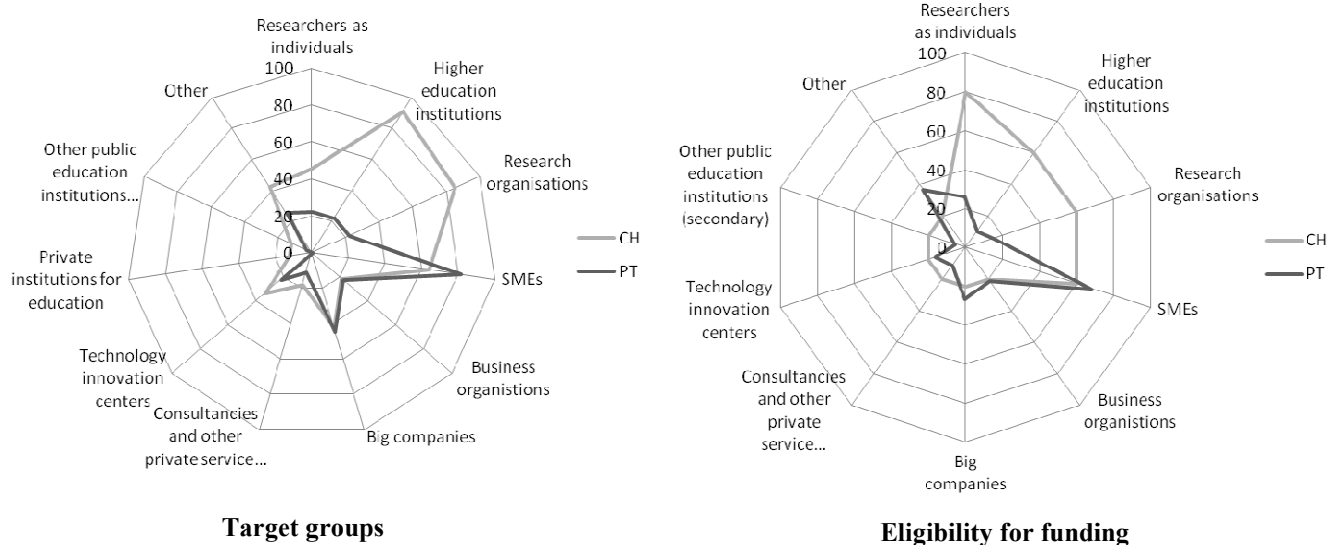 Researchers as
individuals
100
80
60
40
20
0
Higher
education
institutions
Research
organisations
SMEs
Business
organistions
Big companies
Consultancies
and other
private service...
Technology
innovation
centers
Private
institutions for
education
Other public
education
institutions...
Other
CH
PT
Target groups
Researchers
as individuals
100
80
60
40
20
0
Higher
education
institutions
Research
organisations
SMEs
Business
organistions
Big
companies
Consultancies
and other
private
service...
Technology
innovation
centers
Other public
education
institutions
(secondary)
Other
CH
PT
Eligibility for funding